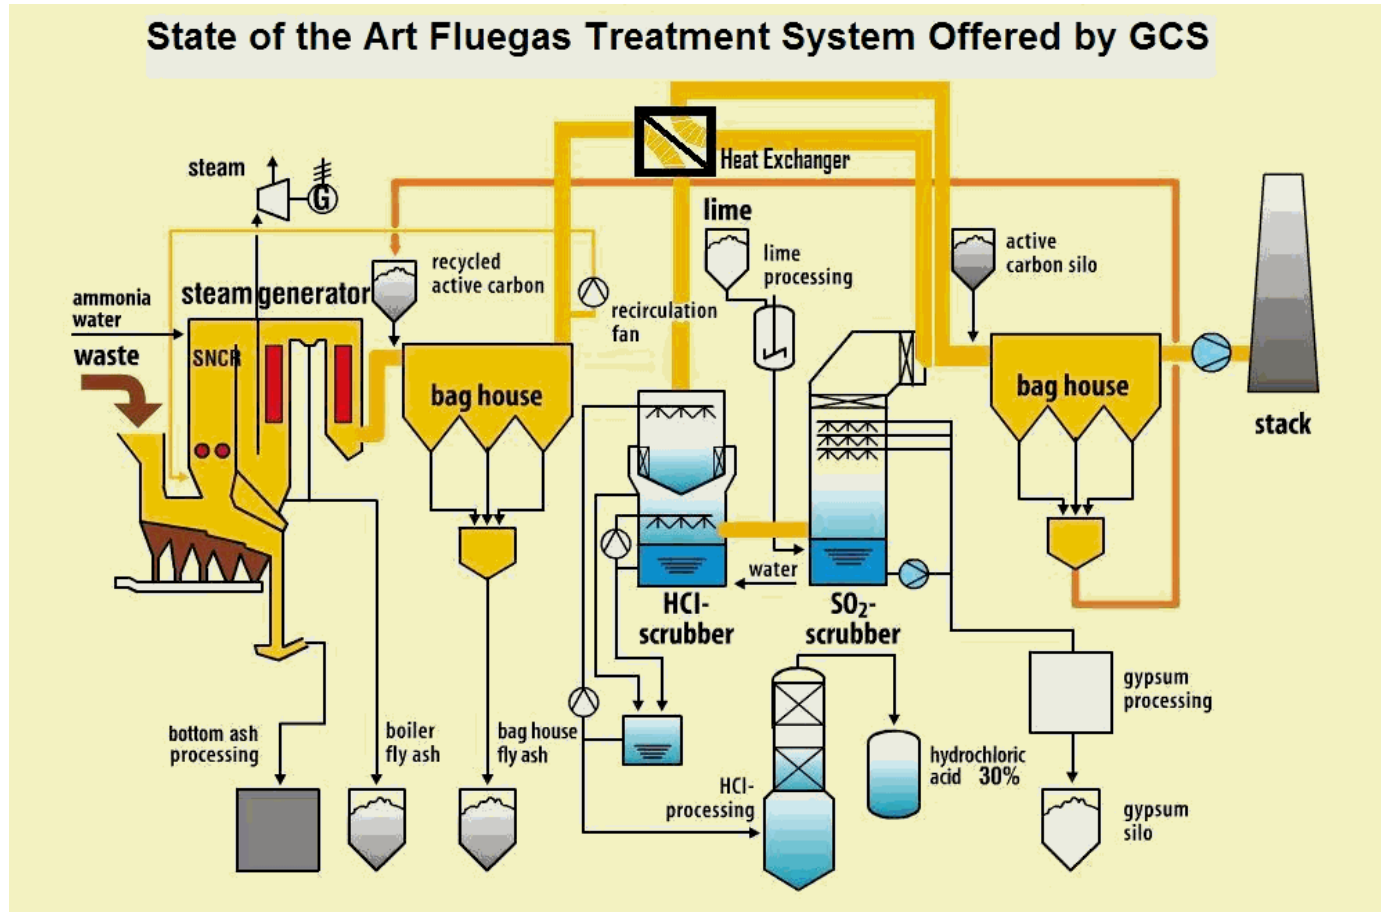 State of the Art Fluegas Treatment System Offered by GCS
Heat Exchanger
steam
G
lime
lime
processing
active
carbon silo
recycled
active carbon
ammonia
water
steam generator
recirculation
fan
waste
SNCR
bag house
bag house
stack
water
HCl-
scrubber
SO2-
scrubber
gypsum
processing
bottom ash
processing
boiler
fly ash
bag house
fly ash
HCl-
processing
hydrochloric
acid 30%
gypsum
silo